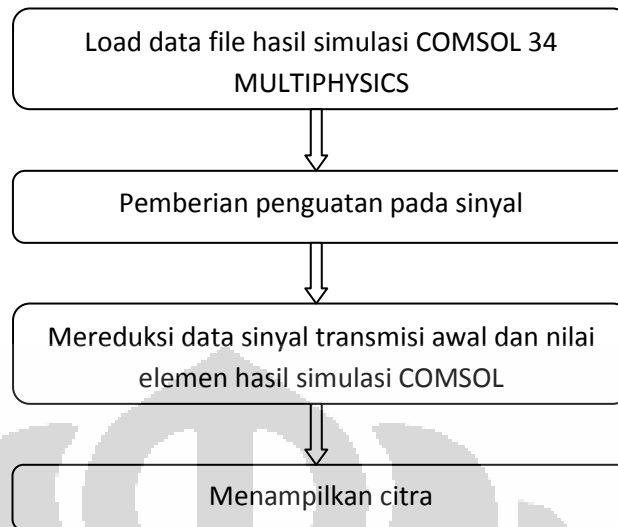 Load data file hasil simulasi COMSOL 34
MULTIPHYSICS
Pemberian penguatan pada sinyal
Mereduksi data sinyal transmisi awal dan nilai
elemen hasil simulasi COMSOL
Menampilkan citra